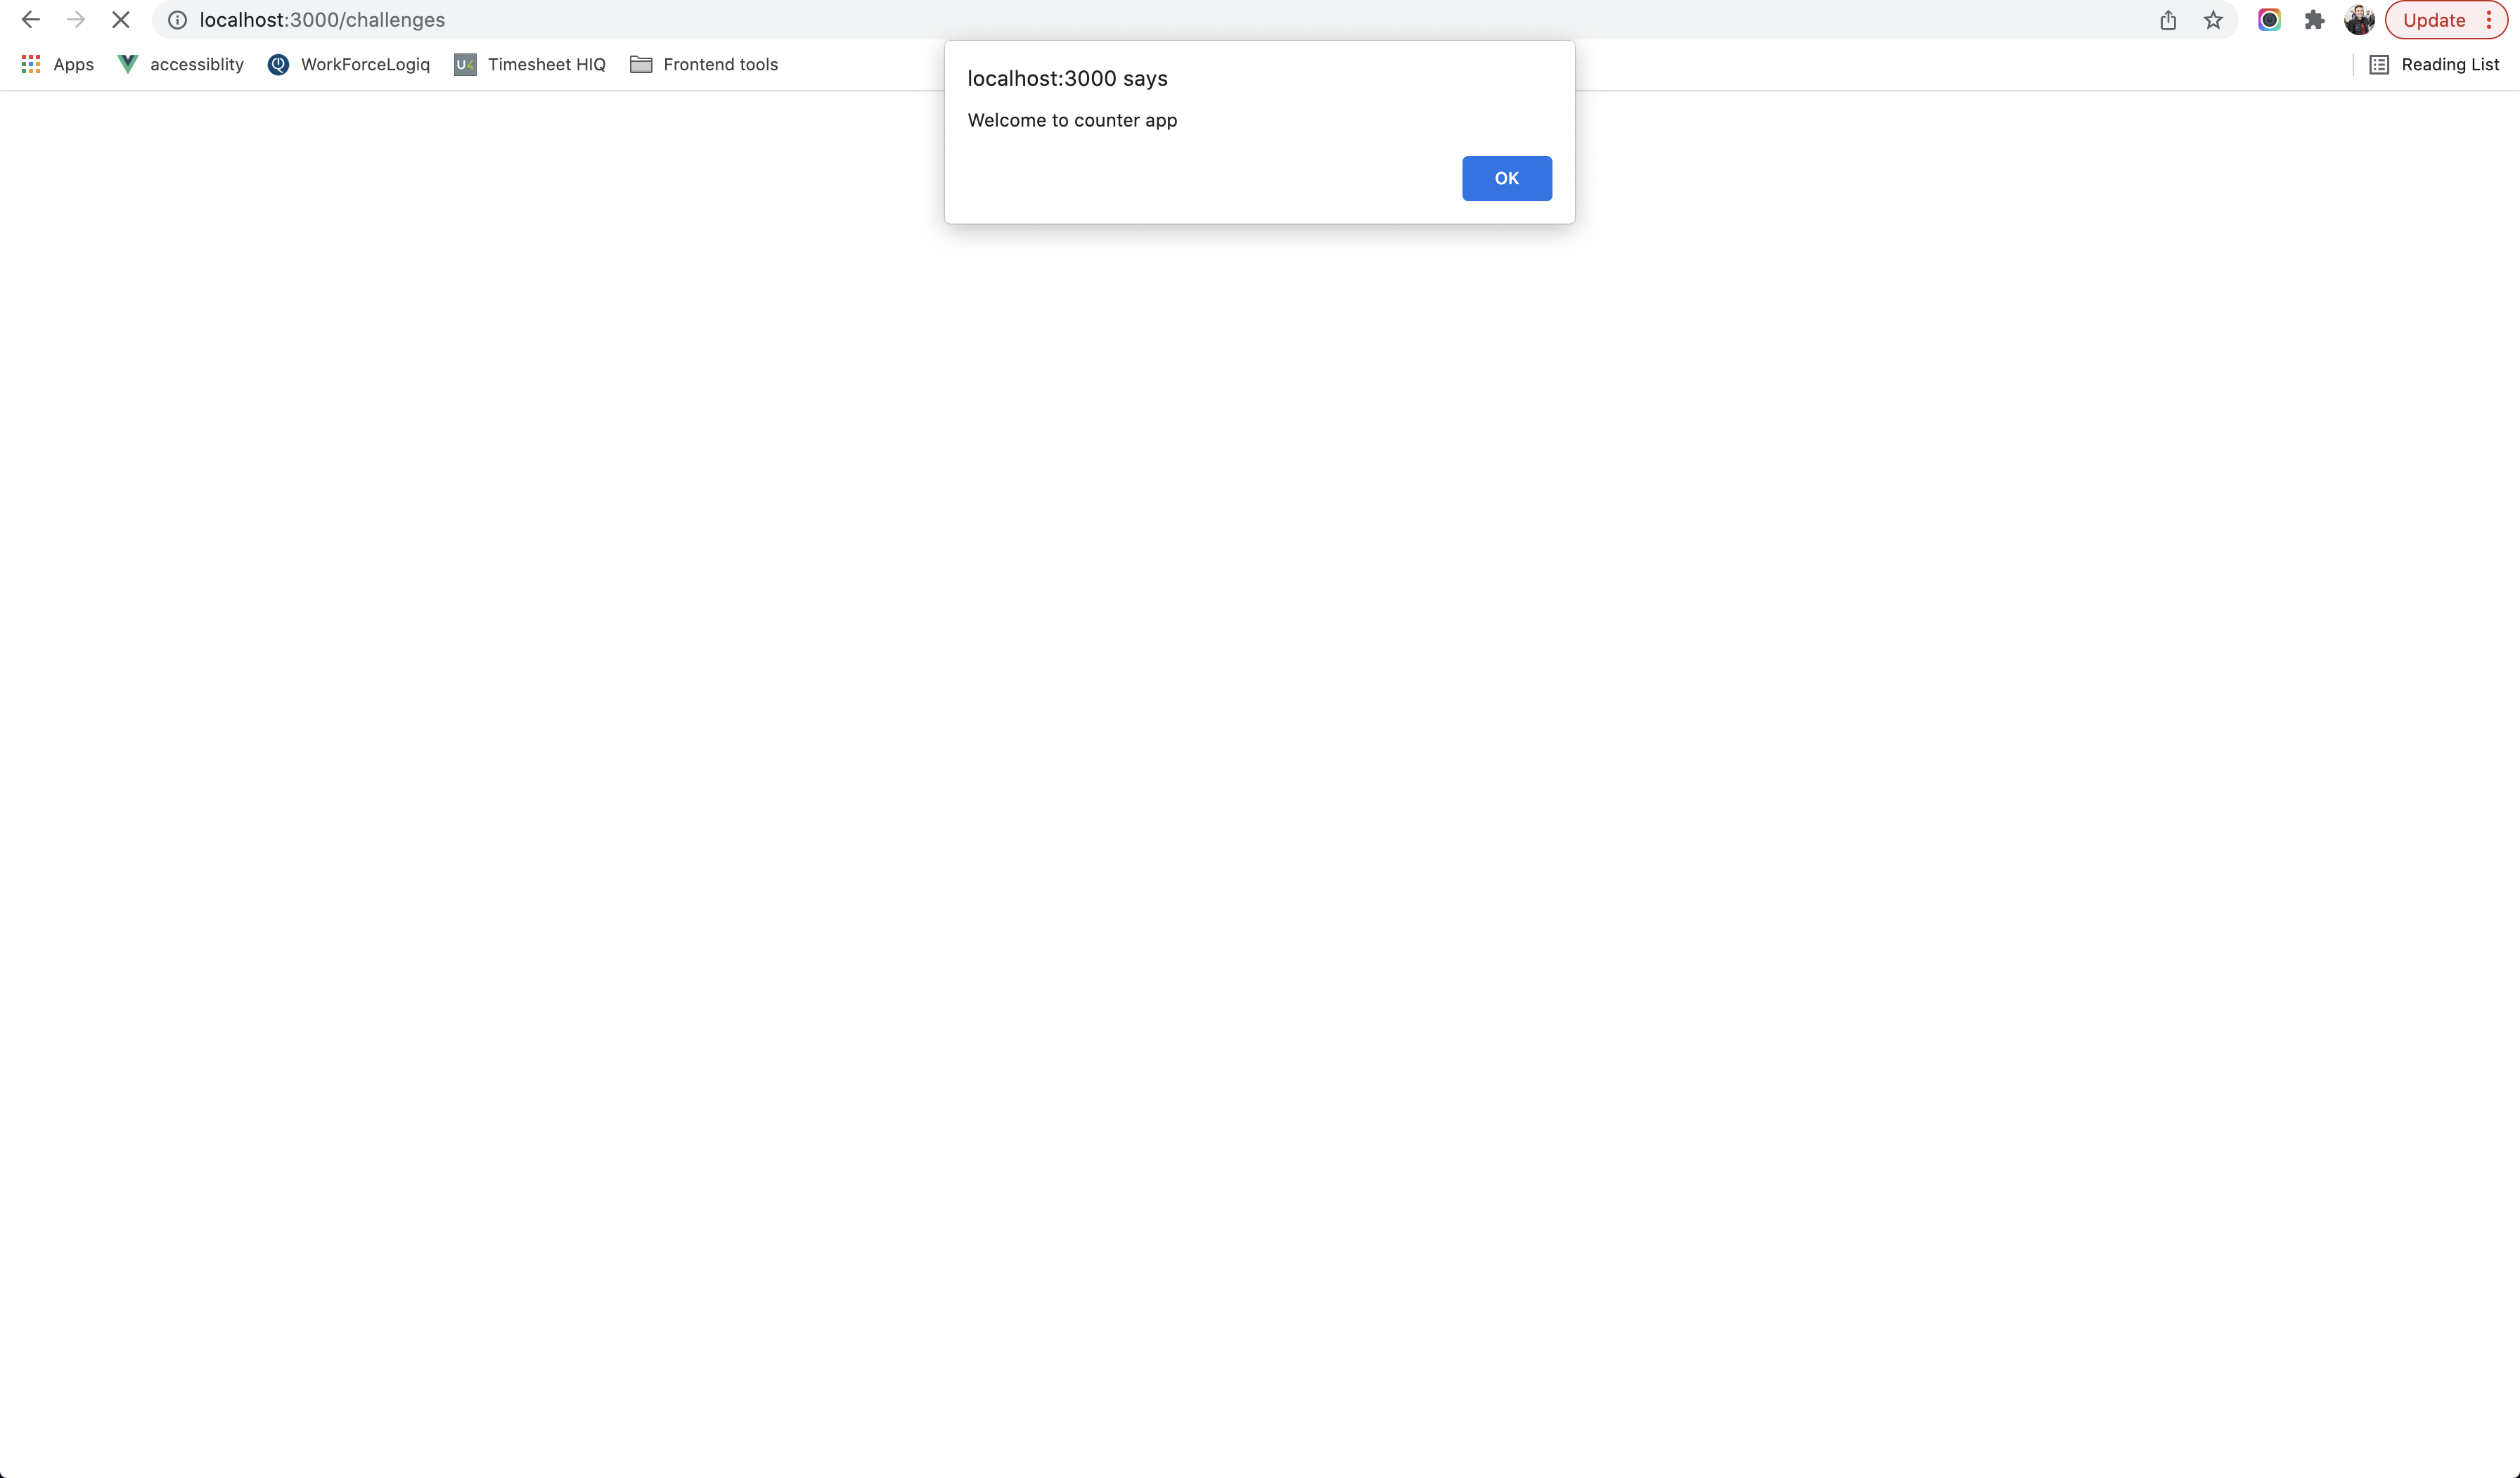 localhost:3000/challenges
Update
Apps accessiblity WorkForceLogiq U4 Timesheet HIQ Frontend tools Reading List
localhost:3000 says
Welcome to counter app
OK